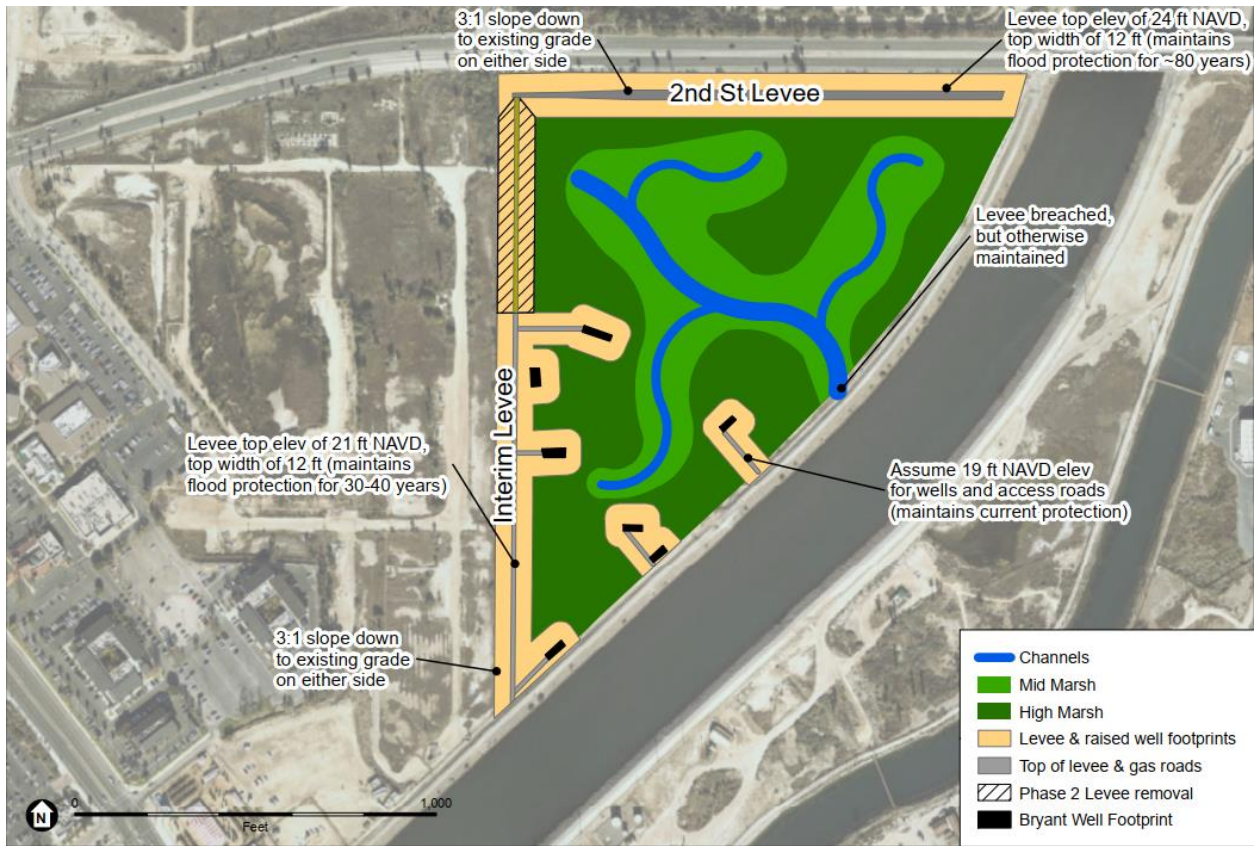 3:1 slope down
to existing grade
on either side
Levee top elev of 24 ft NAVD,
top width of 12 ft (maintains
flood protection for ~80 years)
2nd St Levee
Levee breached,
but otherwise
maintained
Interim Levee
Levee top elev of 21 ft NAVD,
top width of 12 ft (maintains
flood protection for 30-40 years)
Assume 19 ft NAVD elev
for wells and access roads
(maintains current protection)
3:1 slope down
to existing grade
on either side
Channels
Mid Marsh
High Marsh
Levee & raised well footprints
Top of levee & gas roads
Phase 2 Levee removal
Bryant Well Footprint
N
0 1,000
Feet